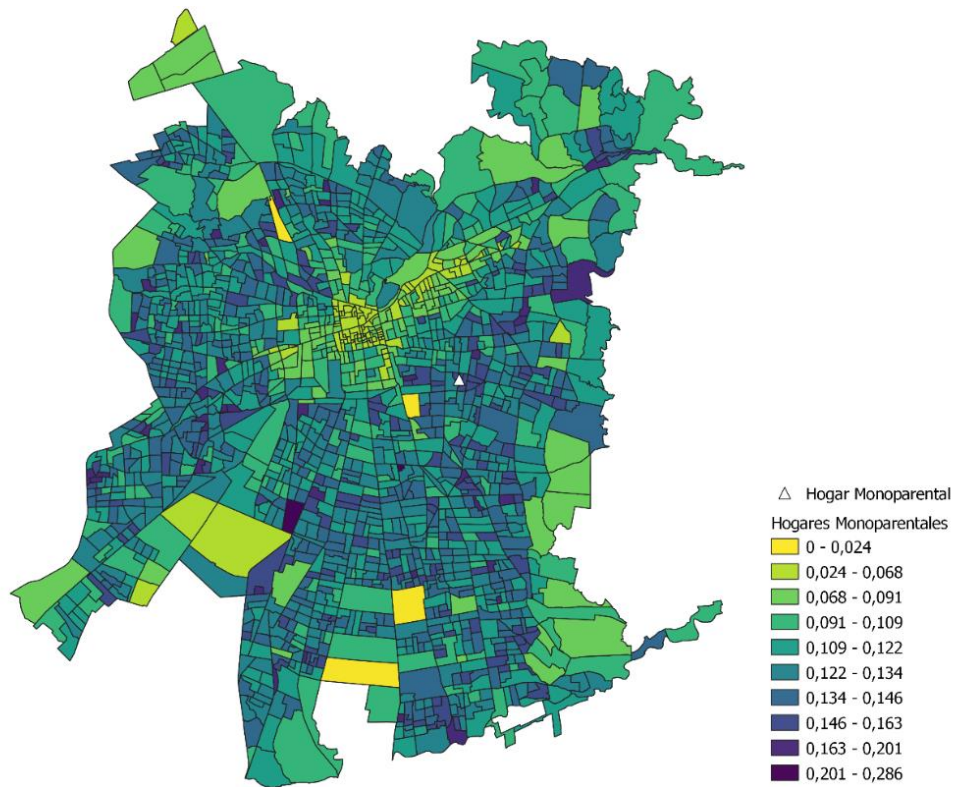 Hogar Monoparental
Hogares Monoparentales
0 - 0,024
0,024 - 0,068
0,068 - 0,091
0,091 - 0,109
0,109 - 0,122
0,122 - 0,134
0,134 - 0,146
0,146 - 0,163
0,163 - 0,201
0,201 - 0,286